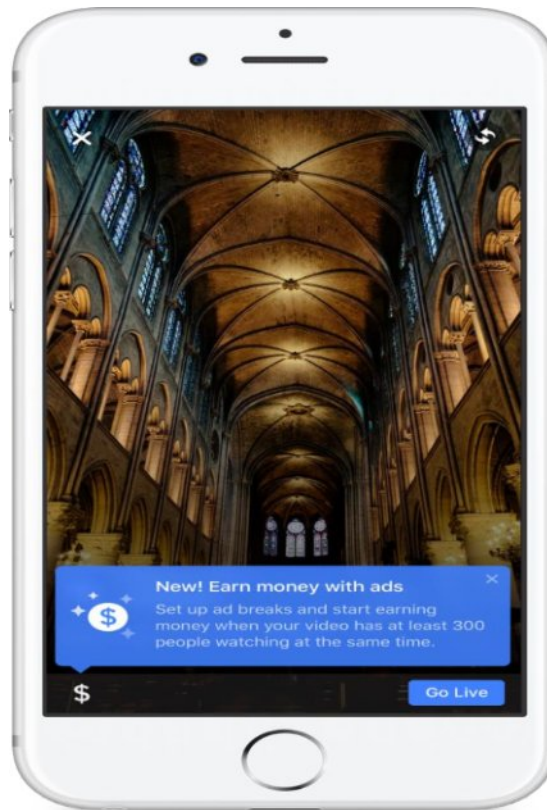 New! Earn money with ads
Set up ad breaks and start earning
money when your video has at least 300
people watching at the same time.
$
Go Live